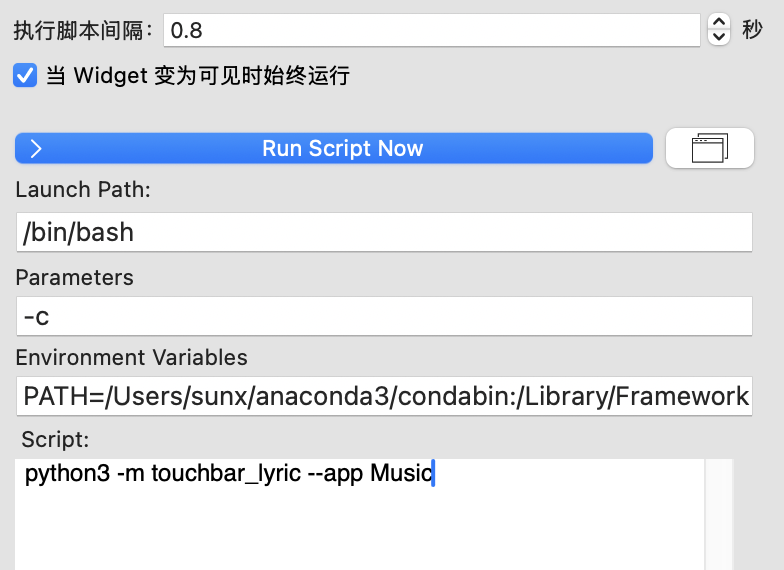 执行脚本间隔： 0.8 秒
当 Widget 变为可见时始终运行
Run Script Now
Launch Path:
/bin/bash
Parameters
-c
Environment Variables
PATH=/Users/sunx/anaconda3/condabin:/Library/Framework
Script:
python3 -m touchbar_lyric --app Music